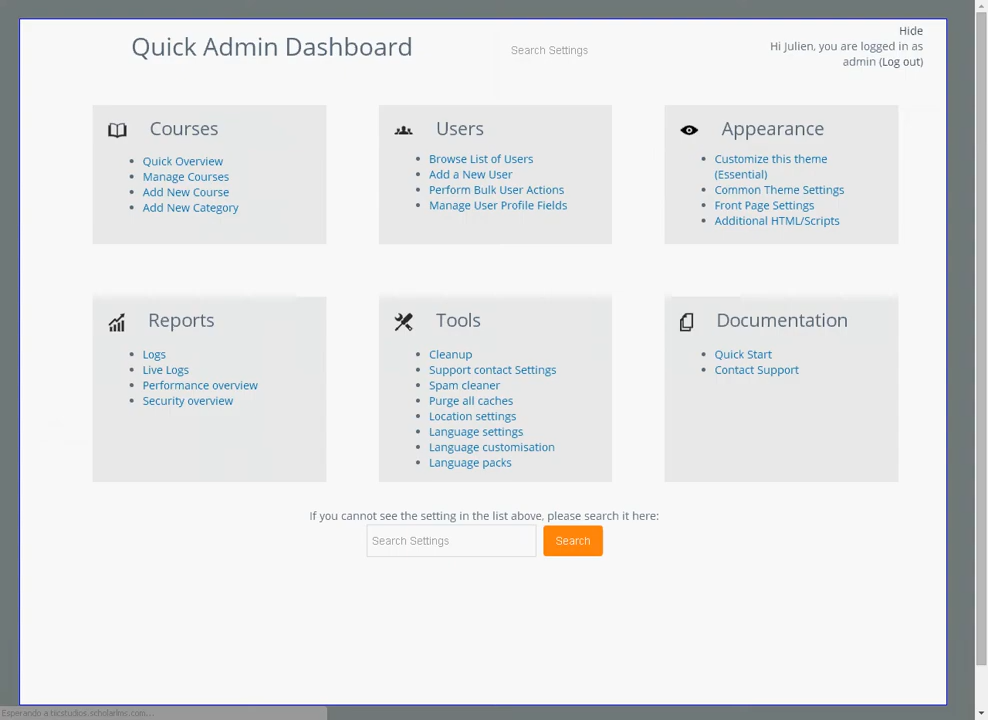 Quick Admin Dashboard
Search Settings
Hide
Hi Julien, you are logged in as
admin (Log out)
Courses
Quick Overview
Manage Courses
Add New Course
Add New Category
Users
Browse List of Users
Add a New User
Perform Bulk User Actions
Manage User Profile Fields
Appearance
Customize this theme
(Essential)
Common Theme Settings
Front Page Settings
Additional HTML/Scripts
Reports
Logs
Live Logs
Performance overview
Security overview
Tools
Cleanup
Support contact Settings
Spam cleaner
Purge all caches
Location settings
Language settings
Language customisation
Language packs
Documentation
Quick Start
Contact Support
If you cannot see the setting in the list above, please search it here:
Search Settings
Search
Esperando a